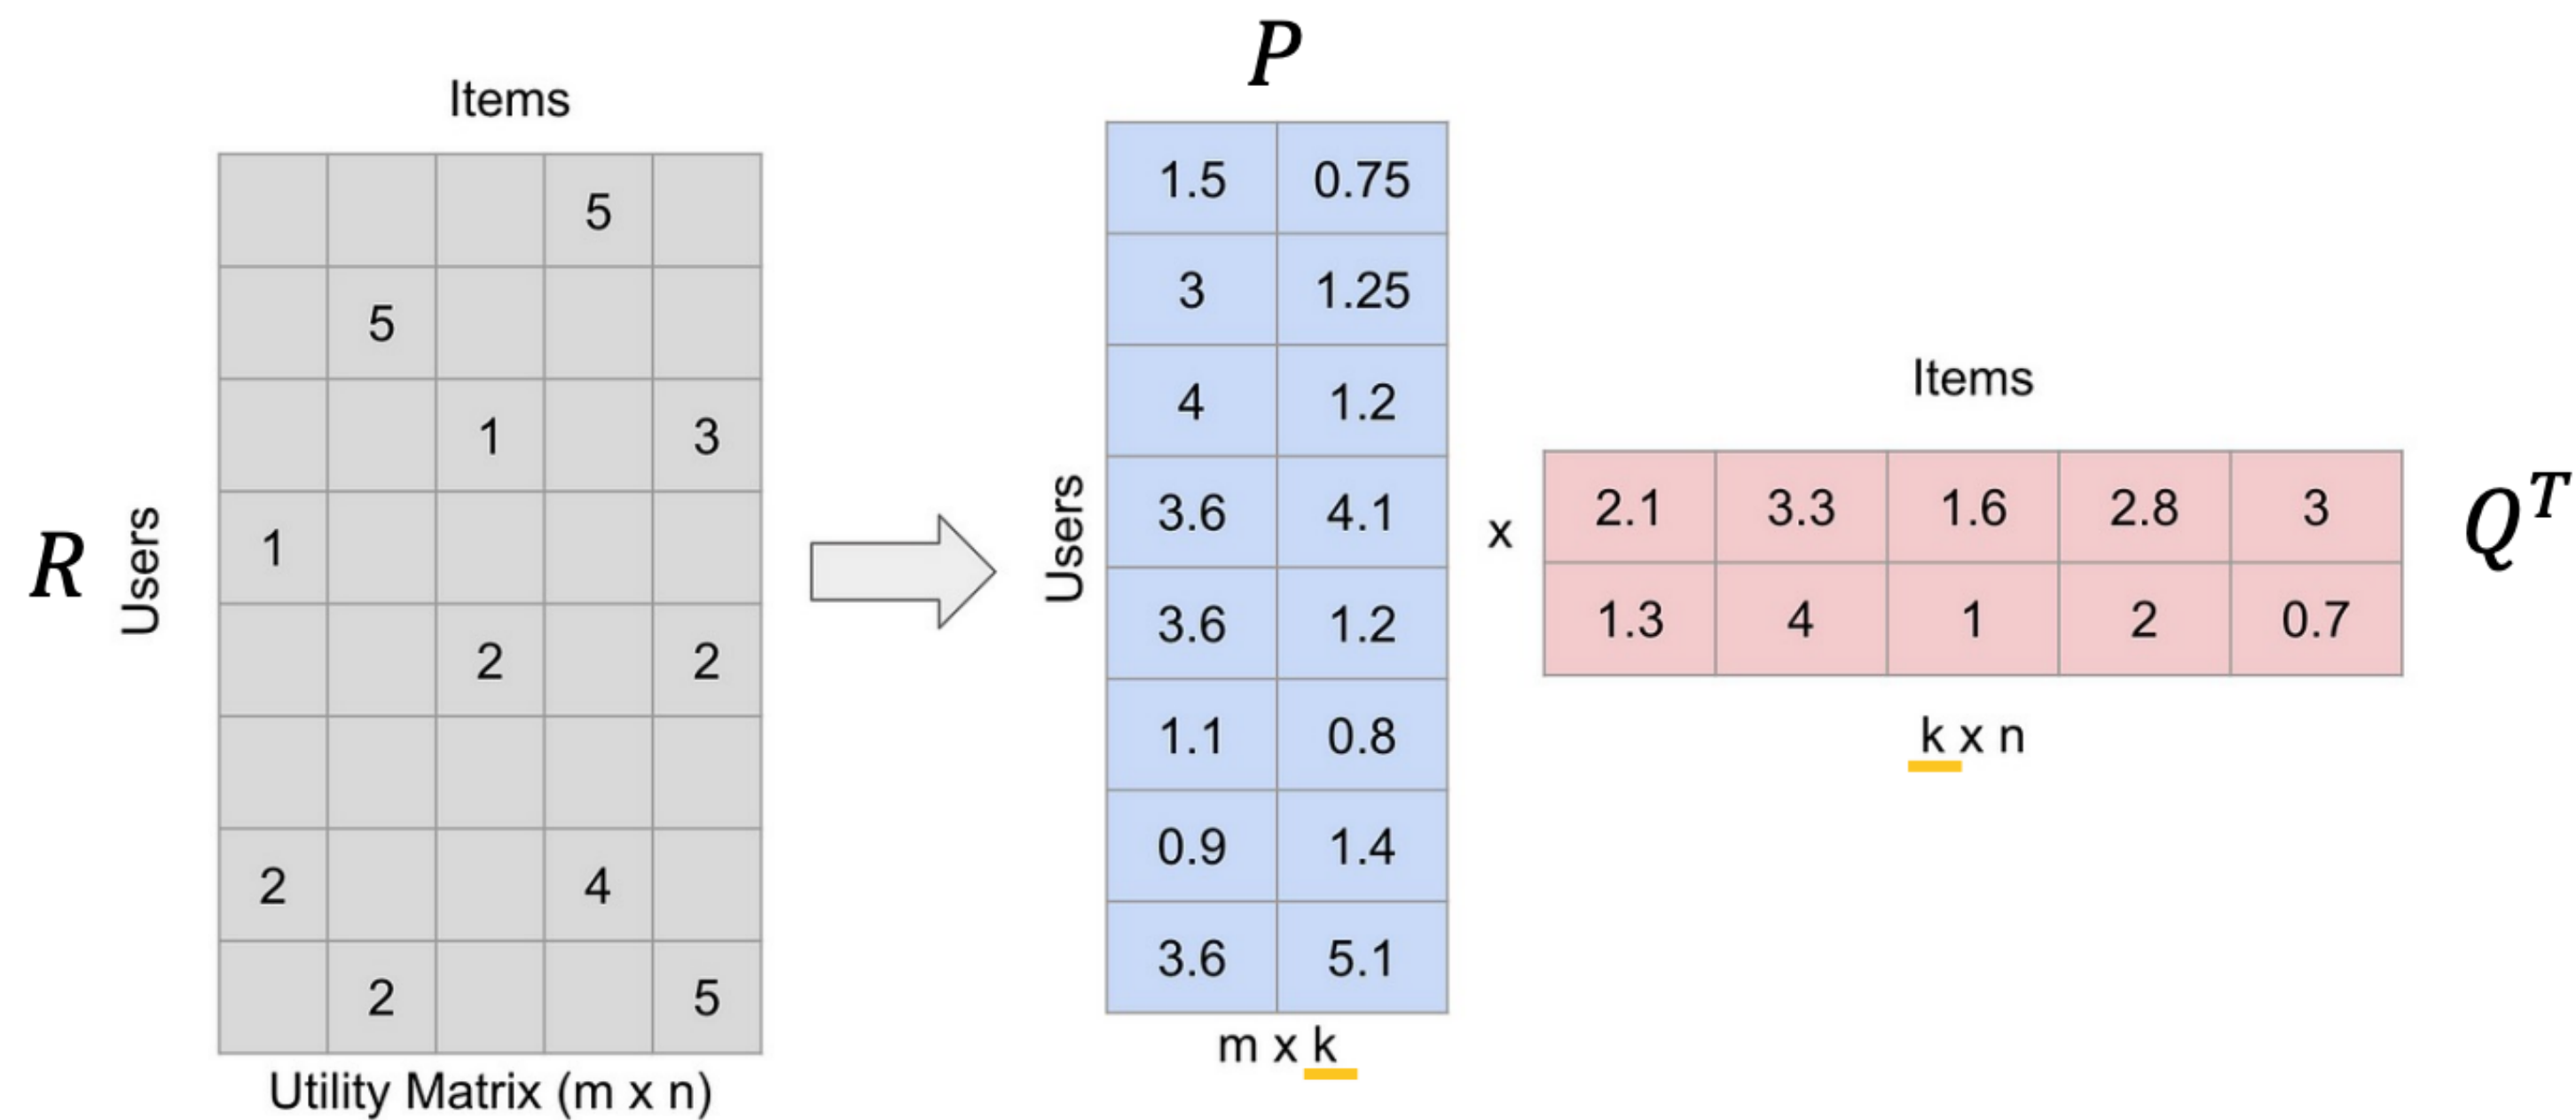 P
Items
5
5
1 3
1
2 2
2 4
2 5
R
Users
Utility Matrix (m x n)
1.5 0.75
3 1.25
4 1.2
3.6 4.1
3.6 1.2
1.1 0.8
0.9 1.4
3.6 5.1
Users
m x k
x
Items
2.1 3.3 1.6 2.8 3
1.3 4 1 2 0.7
k x n
Q^T